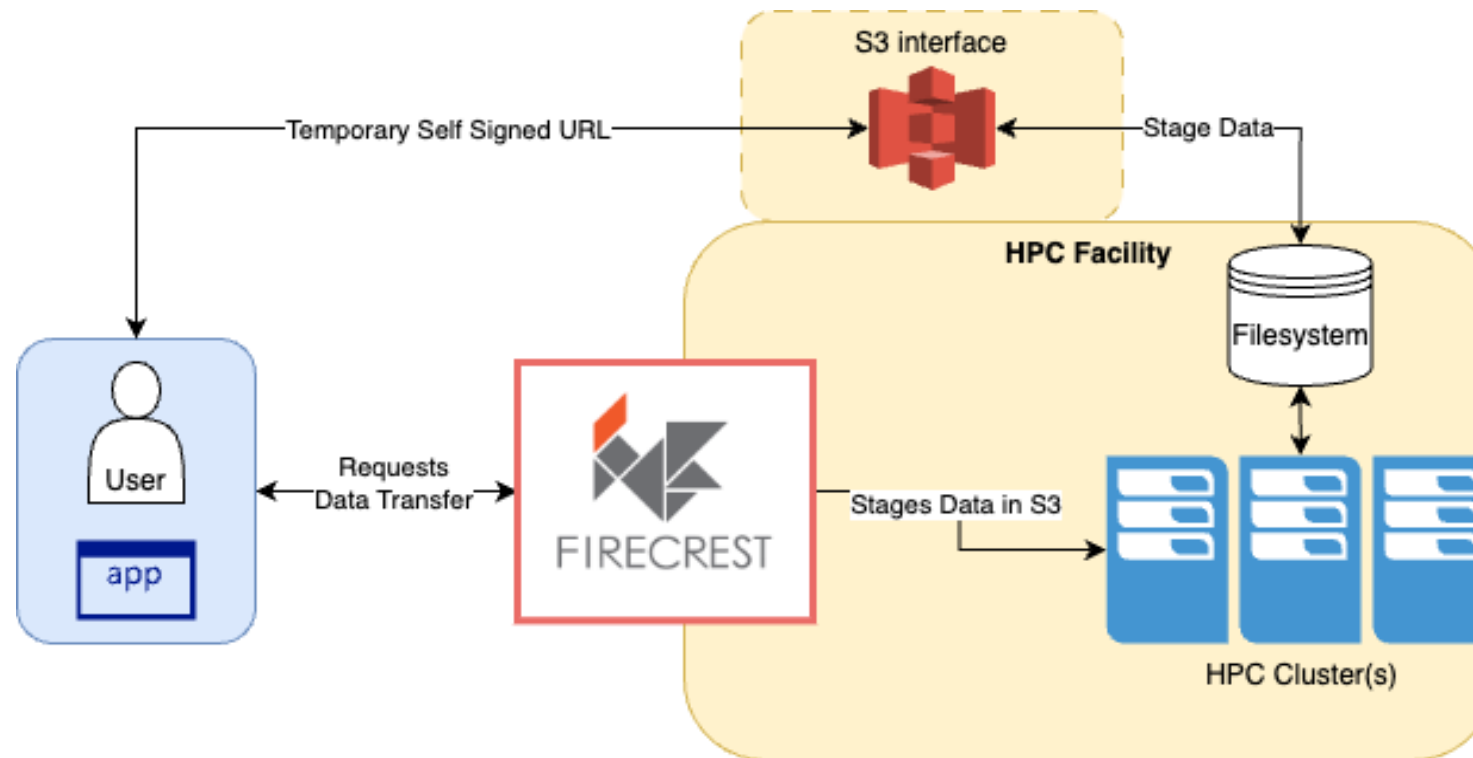 S3 interface
Temporary Self Signed URL
Stage Data
HPC Facility
Filesystem
User
app
Requests
Data Transfer
FIRECREST
Stages Data in S3
HPC Cluster(s)